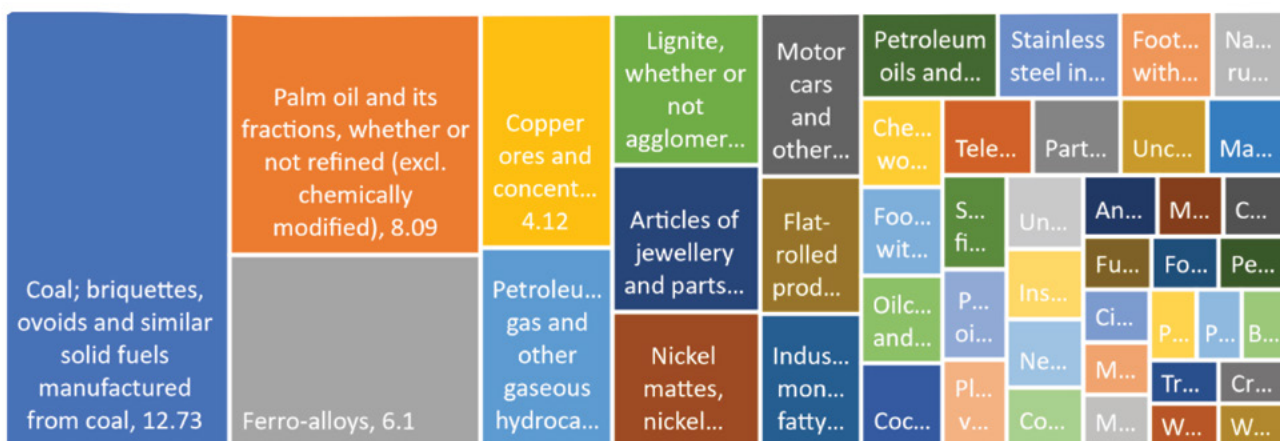 Coal; briquettes,
ovoids and similar
solid fuels
manufactured
from coal, 12.73
Palm oil and its
fractions, whether or
not refined (excl.
chemically
modified), 8.09
Ferro-alloys, 6.1
Copper
ores and
concent...
4.12
Petroleu...
gas and
other
gaseous
hydroca...
Lignite,
whether or
not
agglomer...
Articles of
jewellery
and parts...
Nickel
mattes,
nickel...
Motor
cars and
other...
Flat-
rolled
prod...
Indus...
mon...
fatty...
Petroleum
oils and...
Stainless
steel in...
Foot...
with...
Na...
ru...
Che...
wo...
Tele...
Part...
Unc...
Ma...
Foo...
wit...
Oilc...
and...
Coc...
S...
fi...
P...
oi...
Pl...
v...
Un...
Ins...
Ne...
Co...
An...
M...
C...
Fu...
Fo...
Pe...
Ci...
P...
P...
B...
M...
Tr...
Cr...
M...
W...
W...